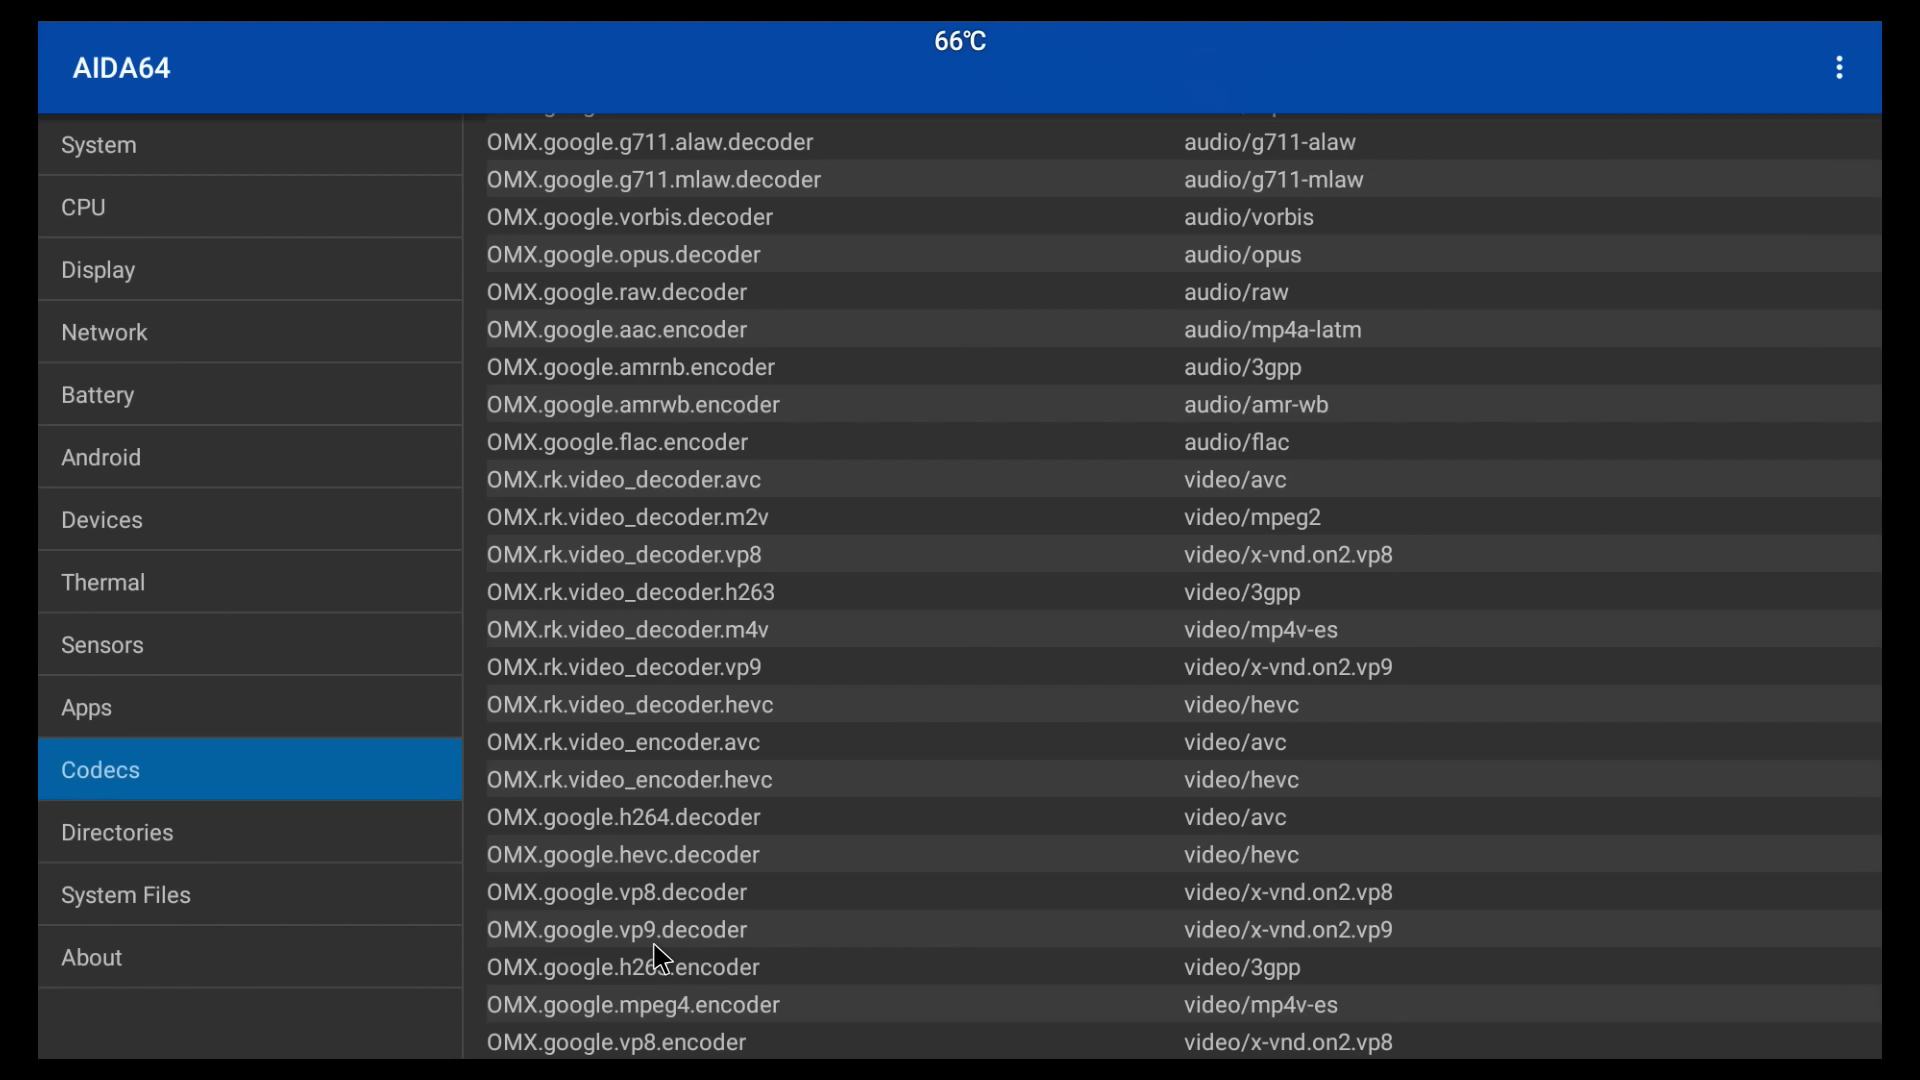 66℃
AIDA64
System
CPU
Display
Network
Battery
Android
Devices
Thermal
Sensors
Apps
Codecs
Directories
System Files
About
OMX.google.g711.alaw.decoder audio/g711-alaw
OMX.google.g711.mlaw.decoder audio/g711-mlaw
OMX.google.vorbis.decoder audio/vorbis
OMX.google.opus.decoder audio/opus
OMX.google.raw.decoder audio/raw
OMX.google.aac.encoder audio/mp4a-latm
OMX.google.amrnb.encoder audio/3gpp
OMX.google.amrwb.encoder audio/amr-wb
OMX.google.flac.encoder audio/flac
OMX.rk.video_decoder.avc video/avc
OMX.rk.video_decoder.m2v video/mpeg2
OMX.rk.video_decoder.vp8 video/x-vnd.on2.vp8
OMX.rk.video_decoder.h263 video/3gpp
OMX.rk.video_decoder.m4v video/mp4v-es
OMX.rk.video_decoder.vp9 video/x-vnd.on2.vp9
OMX.rk.video_decoder.hevc video/hevc
OMX.rk.video_encoder.avc video/avc
OMX.rk.video_encoder.hevc video/hevc
OMX.google.h264.decoder video/avc
OMX.google.hevc.decoder video/hevc
OMX.google.vp8.decoder video/x-vnd.on2.vp8
OMX.google.vp9.decoder video/x-vnd.on2.vp9
video/3gpp
OMX.google.mpeg4.encoder video/mp4v-es
OMX.google.vp8.encoder video/x-vnd.on2.vp8